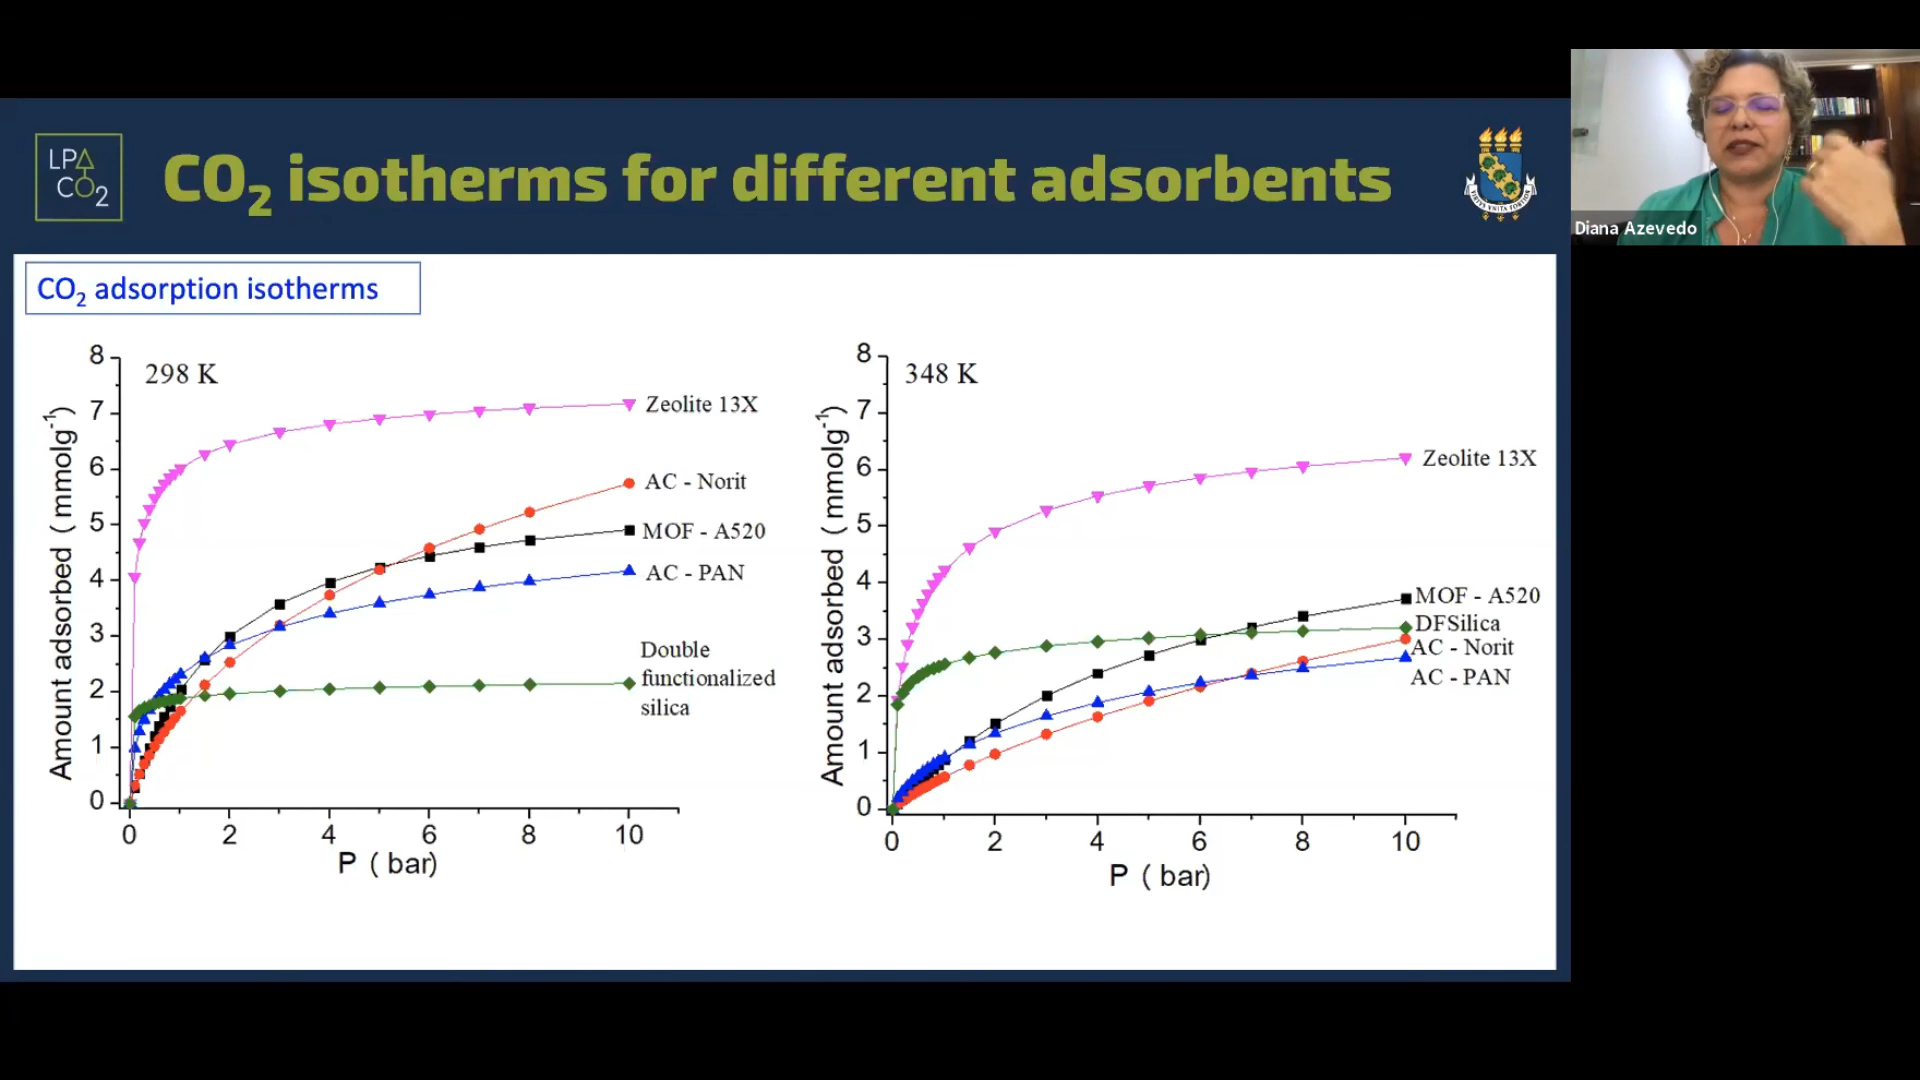 LPA
CO2
CO2 isotherms for different adsorbents
Diana Azevedo
CO2 adsorption isotherms
298 K
Amount adsorbed ( mmolg-1)
8
7
6
5
4
3
2
1
0
0 2 4 6 8 10
P ( bar)
Zeolite 13X
AC - Norit
MOF - A520
AC - PAN
Double
functionalized
silica
348 K
Amount adsorbed ( mmolg-1)
8
7
6
5
4
3
2
1
0
0 2 4 6 8 10
P ( bar)
Zeolite 13X
MOF - A520
DFSilica
AC - Norit
AC - PAN